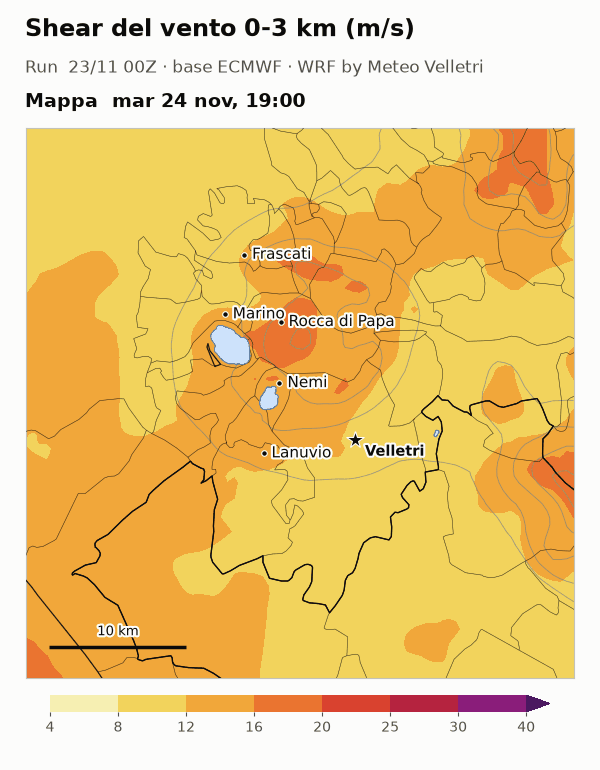 Shear del vento 0-3 km (m/s)
Run  23/11 00Z · base ECMWF · WRF by Meteo Velletri
Mappa  mar 24 nov, 19:00
Frascati
Marino
Rocca di Papa
Nemi
Velletri
Lanuvio
10 km
4 8 12 16 20 25 30 40